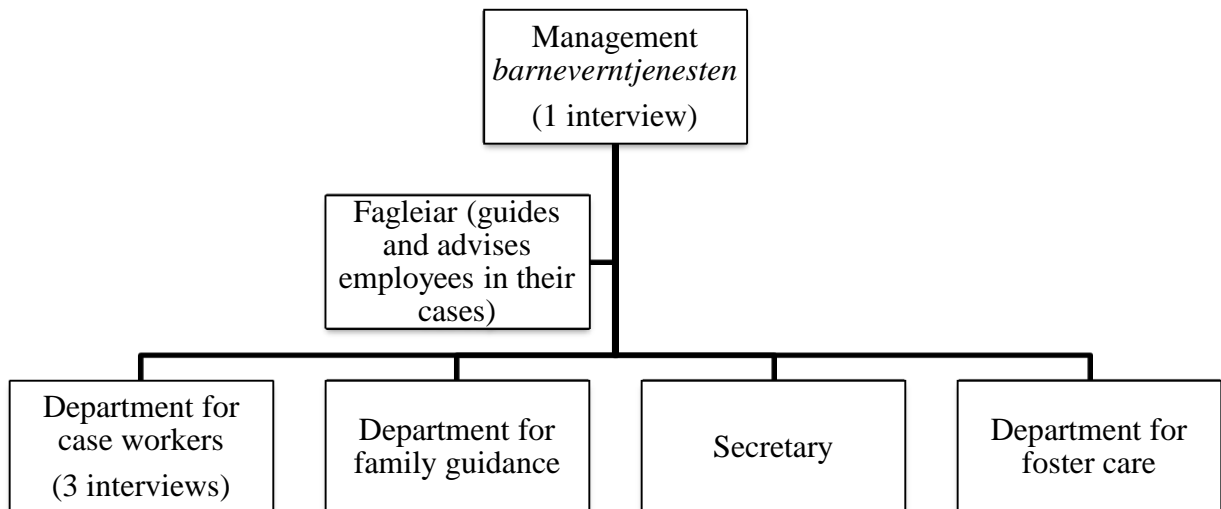 Management
barneverntjenesten
(1 interview)
Fagleiar (guides
and advises
employees in their
cases)
Department for
case workers
(3 interviews)
Department for
family guidance
Secretary
Department for
foster care